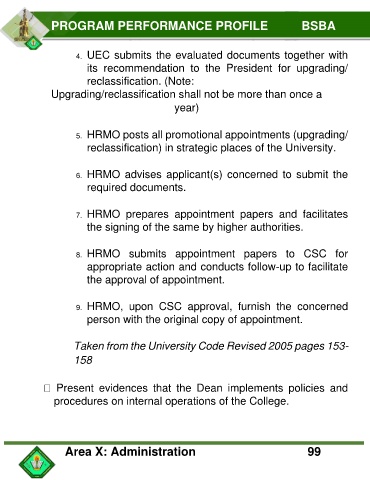 PROGRAM PERFORMANCE PROFILE BSBA
4. UEC submits the evaluated documents together with
its recommendation to the President for upgrading/
reclassification. (Note:
Upgrading/reclassification shall not be more than once a
year)
5. HRMO posts all promotional appointments (upgrading/
reclassification) in strategic places of the University.
6. HRMO advises applicant(s) concerned to submit the
required documents.
7. HRMO prepares appointment papers and facilitates
the signing of the same by higher authorities.
8. HRMO submits appointment papers to CSC for
appropriate action and conducts follow-up to facilitate
the approval of appointment.
9. HRMO, upon CSC approval, furnish the concerned
person with the original copy of appointment.
Taken from the University Code Revised 2005 pages 153-
158
Present evidences that the Dean implements policies and
procedures on internal operations of the College.
Area X: Administration 99